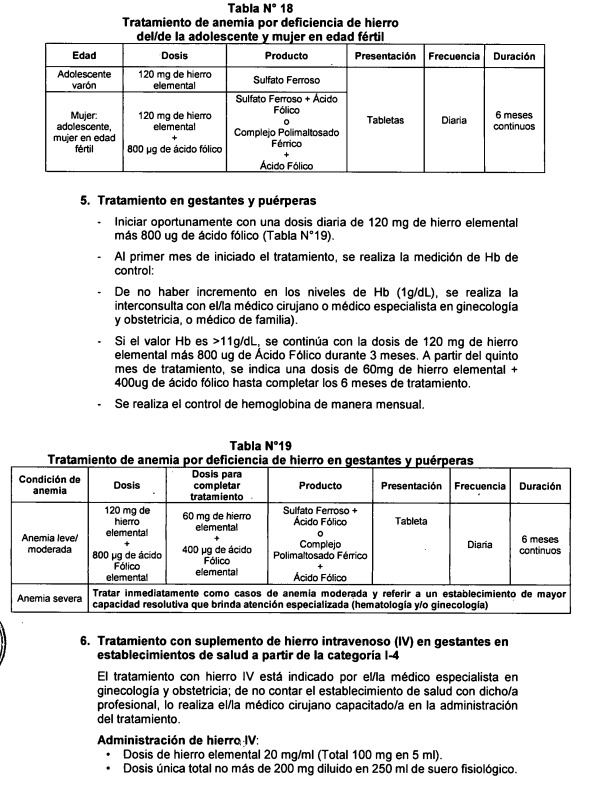 Tabla N° 18
Tratamiento de anemia por deficiencia de hierro
del/de la adolescente y mujer en edad fértil
Edad Dosis Producto Presentación Frecuencia Duración
Adolescente
varón
120 mg de hierro
elemental
Sulfato Ferroso
Mujer:
adolescente,
mujer en edad
fértil
120 mg de hierro
elemental
+
800 µg de ácido fólico
Sulfato Ferroso + Ácido
Fólico
o
Complejo Polimaltosado
Férrico
+
Ácido Fólico
Tabletas
Diaria
6 meses
continuos
5. Tratamiento en gestantes y puérperas
- Iniciar oportunamente con una dosis diaria de 120 mg de hierro elemental
más 800 ug de ácido fólico (Tabla N°19).
- Al primer mes de iniciado el tratamiento, se realiza la medición de Hb de
control:
- De no haber incremento en los niveles de Hb (1g/dL), se realiza la
interconsulta con el/la médico cirujano o médico especialista en ginecología
y obstetricia, o médico de familia).
- Si el valor Hb es >11g/dL, se continúa con la dosis de 120 mg de hierro
elemental más 800 ug de Ácido Fólico durante 3 meses. A partir del quinto
mes de tratamiento, se indica una dosis de 60mg de hierro elemental +
400ug de ácido fólico hasta completar los 6 meses de tratamiento.
- Se realiza el control de hemoglobina de manera mensual.
Tabla N°19
Tratamiento de anemia por deficiencia de hierro en gestantes y puérperas
Condición de
anemia
Dosis
Dosis para
completar
tratamiento
Producto
Presentación
Frecuencia
Duración
Anemia leve/
moderada
120 mg de
hierro
elemental
+
800 µg de ácido
Fólico
elemental
60 mg de hierro
elemental
+
400 µg de ácido
Fólico
elemental
Sulfato Ferroso +
Ácido Fólico
o
Complejo
Polimaltosado Férrico
+
Ácido Fólico
Tableta
Diaria
6 meses
continuos
Anemia severa
Tratar inmediatamente como casos de anemia moderada y referir a un establecimiento de mayor
capacidad resolutiva que brinda atención especializada (hematología y/o ginecología)
6. Tratamiento con suplemento de hierro intravenoso (IV) en gestantes en
establecimientos de salud a partir de la categoría I-4
El tratamiento con hierro IV está indicado por el/la médico especialista en
ginecología y obstetricia; de no contar el establecimiento de salud con dicho/a
profesional, lo realiza el/la médico cirujano capacitado/a en la administración
del tratamiento.
Administración de hierro IV:
• Dosis de hierro elemental 20 mg/ml (Total 100 mg en 5 ml).
• Dosis única total no más de 200 mg diluido en 250 ml de suero fisiológico.